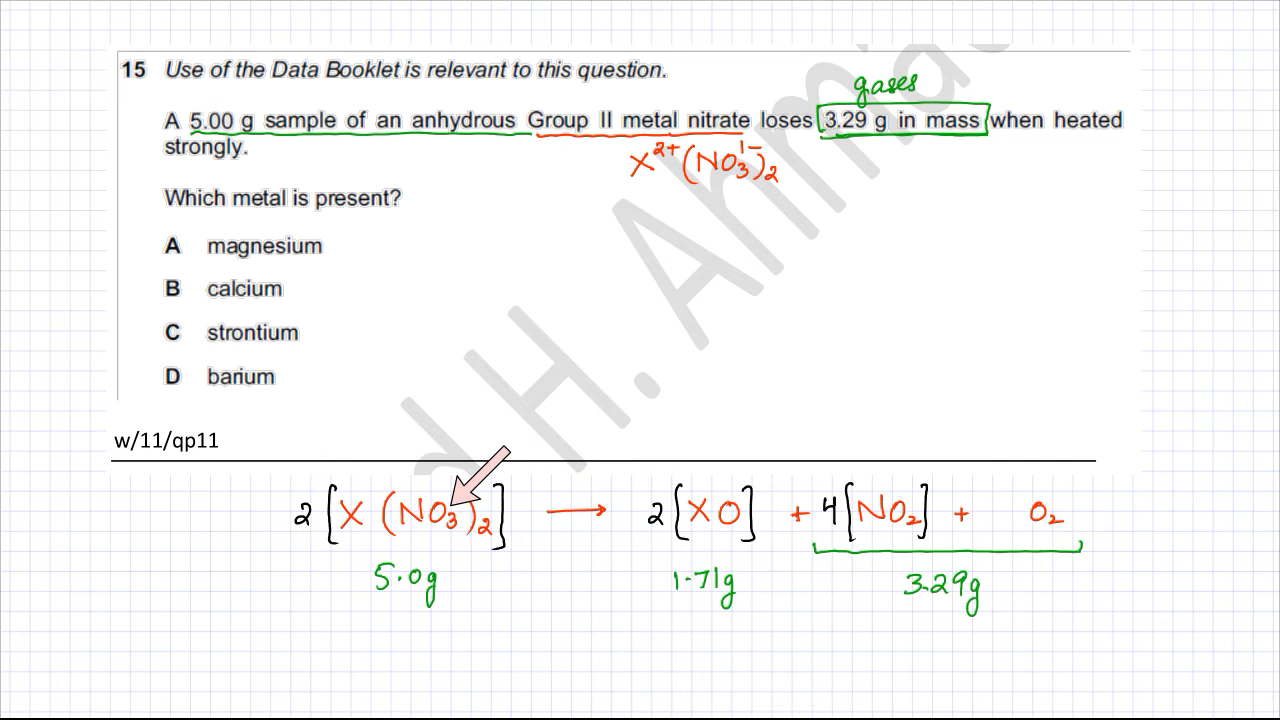 gases
15 Use of the Data Booklet is relevant to this question.
A 5.00 g sample of an anhydrous Group II metal nitrate loses 3.29 g in mass when heated
strongly.
X²⁺(NO₃¹⁻)₂
Which metal is present?
A magnesium
B calcium
C strontium
D barium
H. Ahma
w/11/qp11
2[X(NO₃)₂] → 2[XO] + 4[NO₂] + O₂
5.0g 1.71g 3.29g